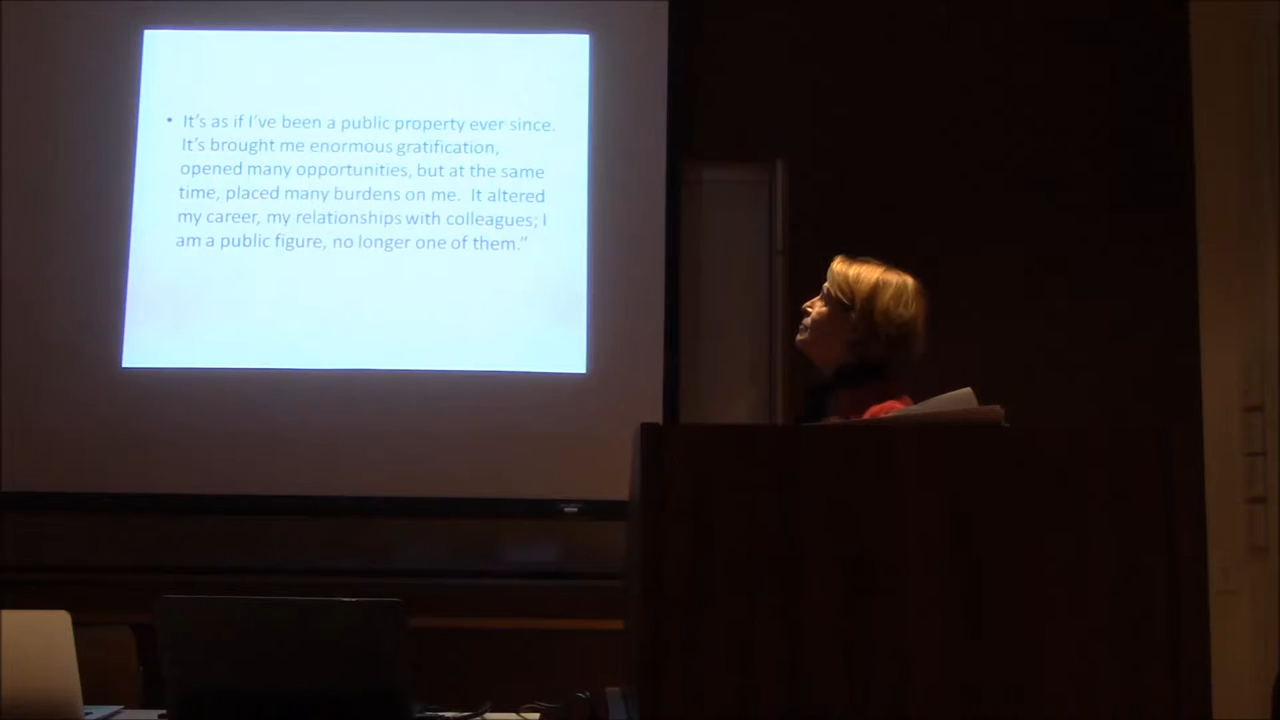 • It's as if I've been a public property ever since.
It's brought me enormous gratification,
opened many opportunities, but at the same
time, placed many burdens on me.  It altered
my career, my relationships with colleagues; I
am a public figure, no longer one of them.”